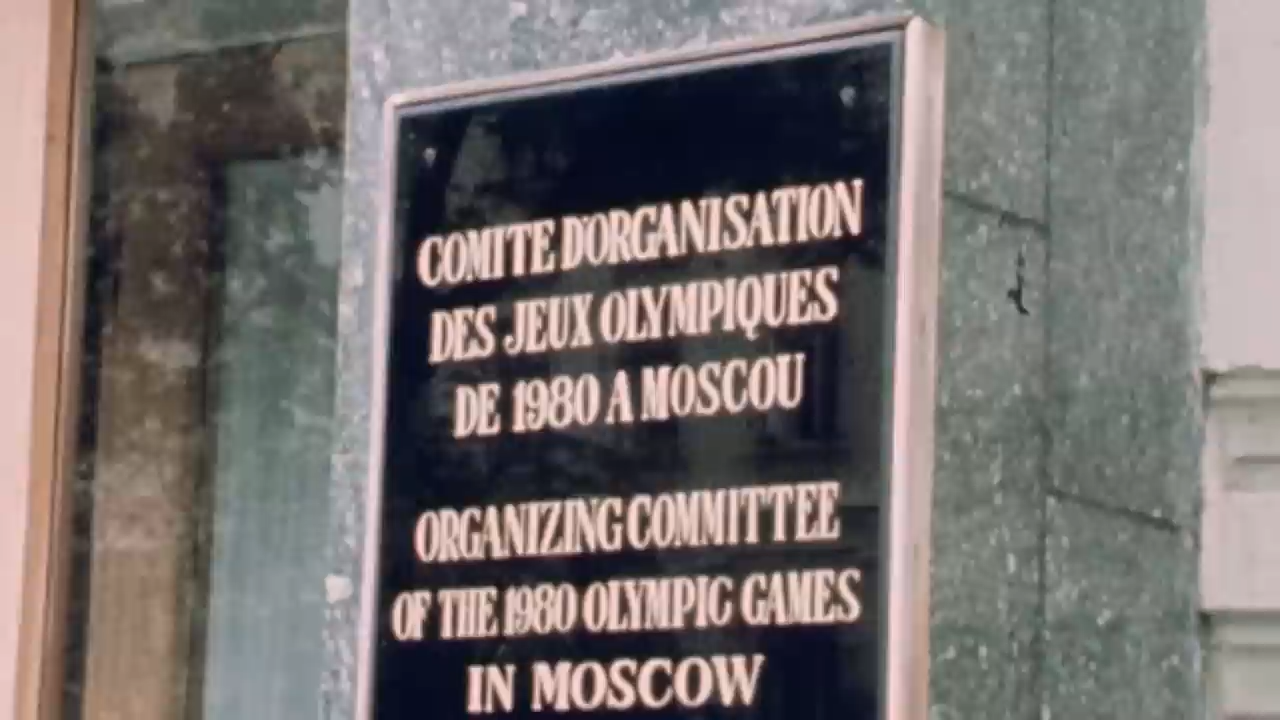 COMITE D'ORGANISATION
DES JEUX OLYMPIQUES
DE 1980 A MOSCOU
ORGANIZING COMMITTEE
OF THE 1980 OLYMPIC GAMES
IN MOSCOW